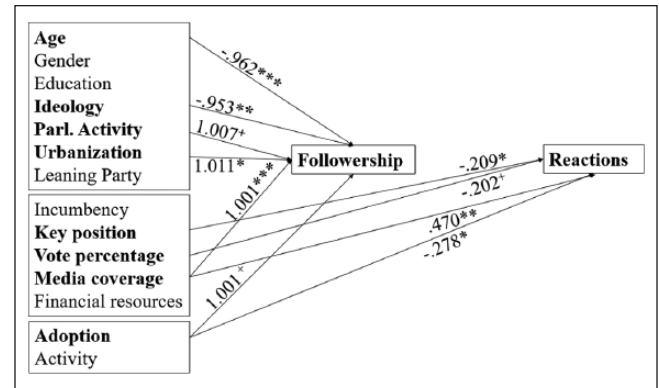 Age
Gender
Education
Ideology
Parl. Activity
Urbanization
Leaning Party
Incumbency
Key position
Vote percentage
Media coverage
Financial resources
Adoption
Activity
-.962***
-.953**
1.007+
1.011*
1.001***
1.001×
Followership
-.209*
-.202+
.470**
-.278*
Reactions